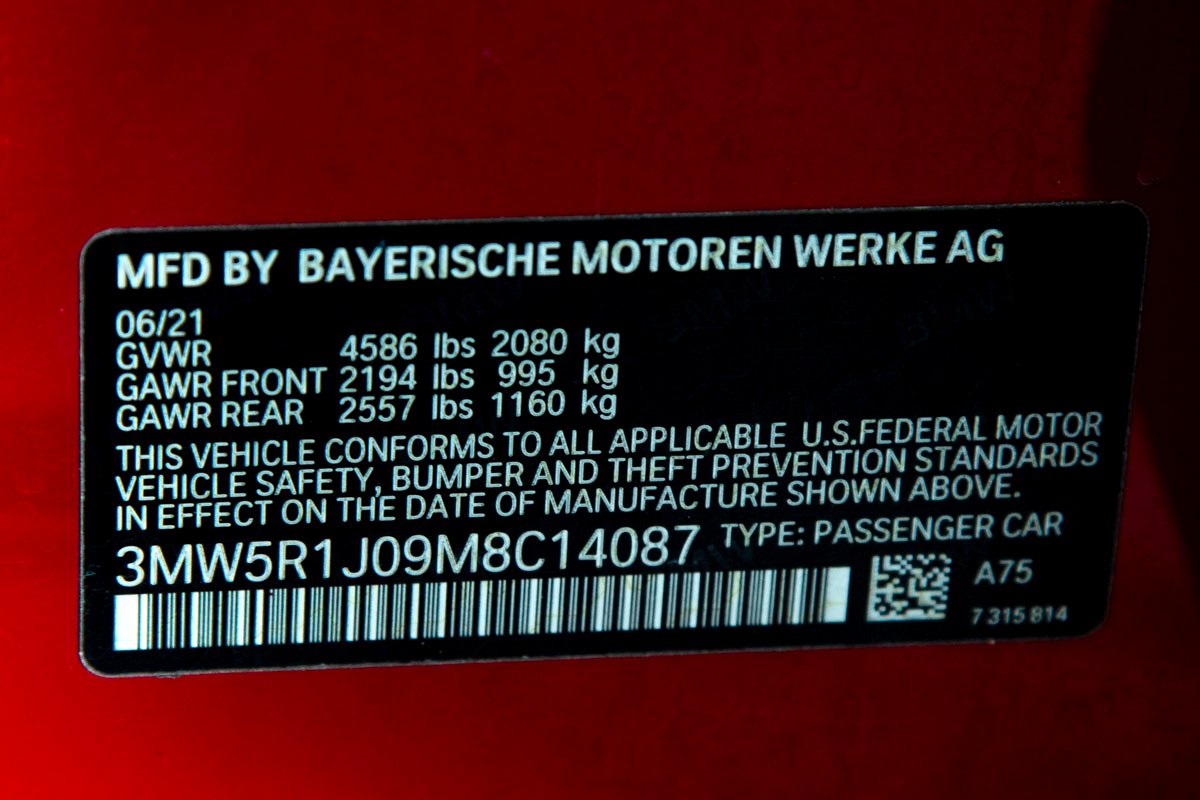 MFD BY BAYERISCHE MOTOREN WERKE AG
06/21
GVWR 4586 lbs 2080 kg
GAWR FRONT 2194 lbs 995 kg
GAWR REAR 2557 lbs 1160 kg
THIS VEHICLE CONFORMS TO ALL APPLICABLE U.S.FEDERAL MOTOR
VEHICLE SAFETY, BUMPER AND THEFT PREVENTION STANDARDS
IN EFFECT ON THE DATE OF MANUFACTURE SHOWN ABOVE.
3MW5R1J09M8C14087 TYPE: PASSENGER CAR
A75
7 315 814